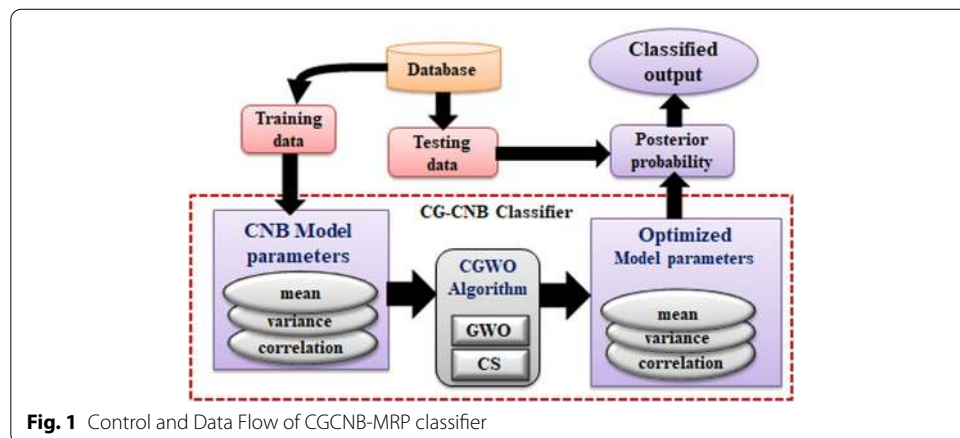 Database
Classified
output
Training
data
Testing
data
Posterior
probability
CG-CNB Classifier
CNB Model
parameters
mean
variance
correlation
CGWO
Algorithm
GWO
CS
Optimized
Model parameters
mean
variance
correlation
Fig. 1 Control and Data Flow of CGCNB-MRP classifier